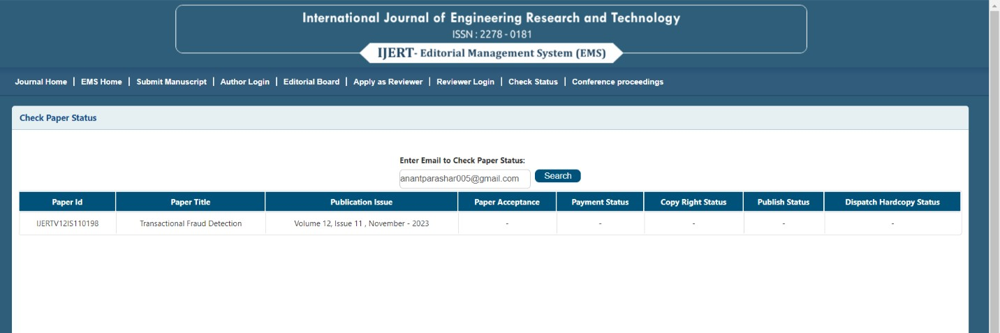 International Journal of Engineering Research and Technology
ISSN : 2278 - 0181
IJERT- Editorial Management System (EMS)
Journal Home | EMS Home | Submit Manuscript | Author Login | Editorial Board | Apply as Reviewer | Reviewer Login | Check Status | Conference proceedings
Check Paper Status
Enter Email to Check Paper Status:
anantparashar005@gmail.com Search
Paper Id Paper Title Publication Issue Paper Acceptance Payment Status Copy Right Status Publish Status Dispatch Hardcopy Status
IJERTV12IS110198 Transactional Fraud Detection Volume 12, Issue 11 , November - 2023 - - - - -